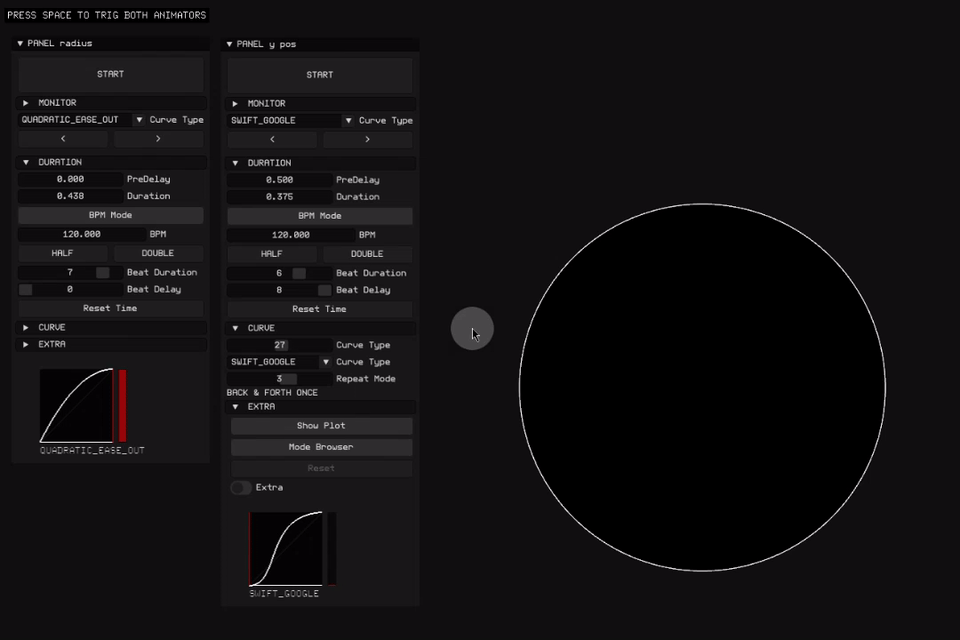 PRESS SPACE TO TRIG BOTH ANIMATORS
PANEL radius
START
MONITOR
QUADRATIC_EASE_OUT Curve Type
< >
DURATION
0.000 PreDelay
0.438 Duration
BPM Mode
120.000 BPM
HALF DOUBLE
7 Beat Duration
0 Beat Delay
Reset Time
CURVE
EXTRA
QUADRATIC_EASE_OUT
PANEL y pos
START
MONITOR
SWIFT_GOOGLE Curve Type
< >
DURATION
0.500 PreDelay
0.375 Duration
BPM Mode
120.000 BPM
HALF DOUBLE
6 Beat Duration
8 Beat Delay
Reset Time
CURVE
27 Curve Type
SWIFT_GOOGLE Curve Type
3 Repeat Mode
BACK & FORTH ONCE
EXTRA
Show Plot
Mode Browser
Reset
Extra
SWIFT_GOOGLE